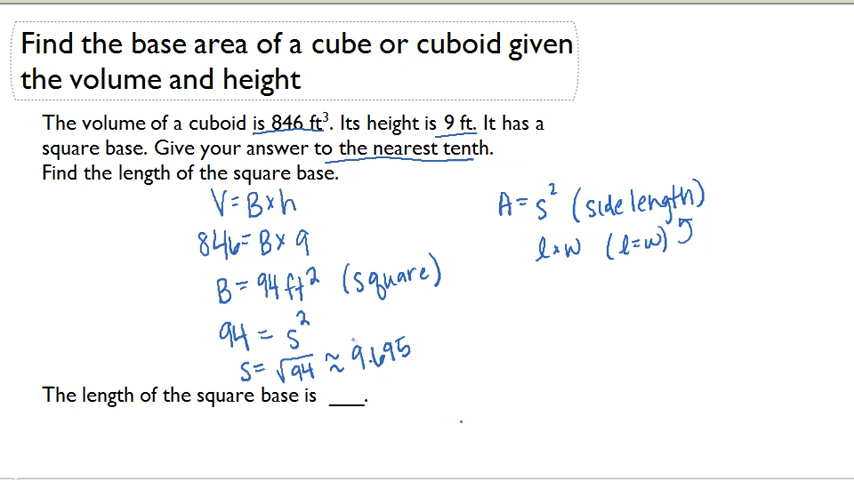 Find the base area of a cube or cuboid given
the volume and height
The volume of a cuboid is 846 ft³. Its height is 9 ft. It has a
square base. Give your answer to the nearest tenth.
Find the length of the square base.
V = B × h
846 = B × 9
B = 94 ft² (square)
94 = s²
s = √94 ≈ 9.695
A = s² (side length)
l × w (l = w)
The length of the square base is ___.